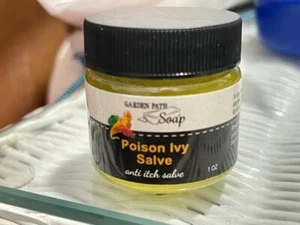 GARDEN PATH
Soap
Poison Ivy
Salve
anti itch salve
1 OZ